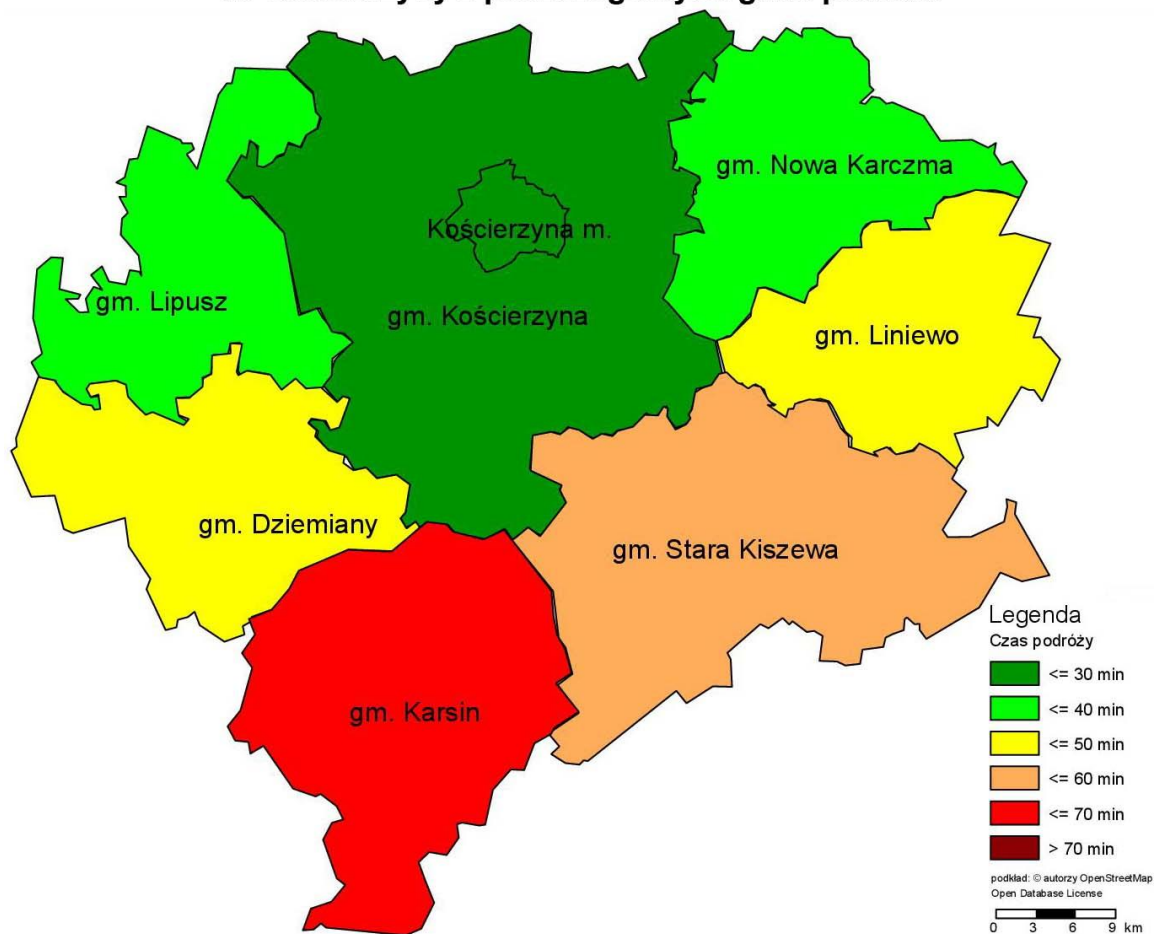 gm. Nowa Karczma
Kościerzyna m.
gm. Lipusz
gm. Kościerzyna
gm. Liniewo
gm. Dziemiany
gm. Stara Kiszewa
gm. Karsin
Legenda
Czas podróży
<= 30 min
<= 40 min
<= 50 min
<= 60 min
<= 70 min
> 70 min
podkład: © autorzy OpenStreetMap
Open Database License
0 3 6 9 km